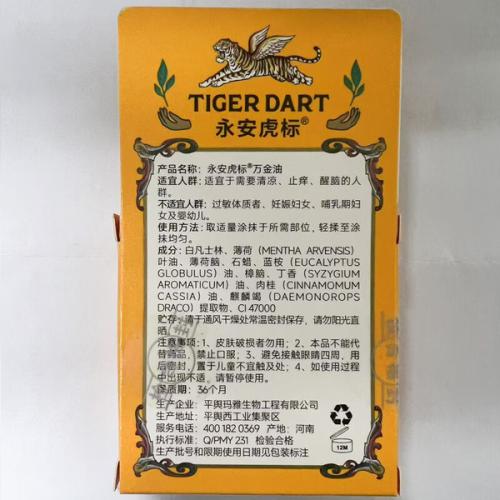 TIGER DART
永安虎标®
产品名称：永安虎标®万金油
适宜人群：适宜于需要清凉、止痒、醒脑的人
群。
不适宜人群：过敏体质者、妊娠妇女、哺乳期妇
女及婴幼儿。
使用方法：取适量涂抹于所需部位，轻揉至涂
抹均匀。
成分：白凡士林、薄荷（MENTHA ARVENSIS）
叶油、薄荷脑、石蜡、蓝桉（EUCALYPTUS
GLOBULUS）油、樟脑、丁香（SYZYGIUM
AROMATICUM）油、肉桂（CINNAMOMUM
CASSIA）油、麒麟竭（DAEMONOROPS
DRACO）提取物、CI 47000
贮存：请于通风干燥处常温密封保存，请勿阳光直
晒
注意事项：1、皮肤破损者勿用；2、本品不能代
替药品，禁止口服；3、避免接触眼睛四周，用
后密封，置于儿童不宜触及处；4、如使用过程
中出现不适，请暂停使用。
保质期：36个月
生产企业：平舆玛雅生物工程有限公司
生产地址：平舆西工业集聚区
服务电话：400 182 0369 产地：河南
执行标准：Q/PMY 231 检验合格
生产批号和限期使用日期见包装标注
12M